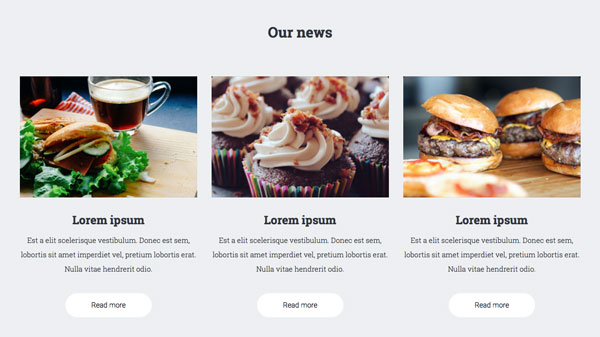 Our news
Lorem ipsum
Est a elit scelerisque vestibulum. Donec est sem,
lobortis sit amet imperdiet vel, pretium lobortis erat.
Nulla vitae hendrerit odio.
Read more
Lorem ipsum
Est a elit scelerisque vestibulum. Donec est sem,
lobortis sit amet imperdiet vel, pretium lobortis erat.
Nulla vitae hendrerit odio.
Read more
Lorem ipsum
Est a elit scelerisque vestibulum. Donec est sem,
lobortis sit amet imperdiet vel, pretium lobortis erat.
Nulla vitae hendrerit odio.
Read more